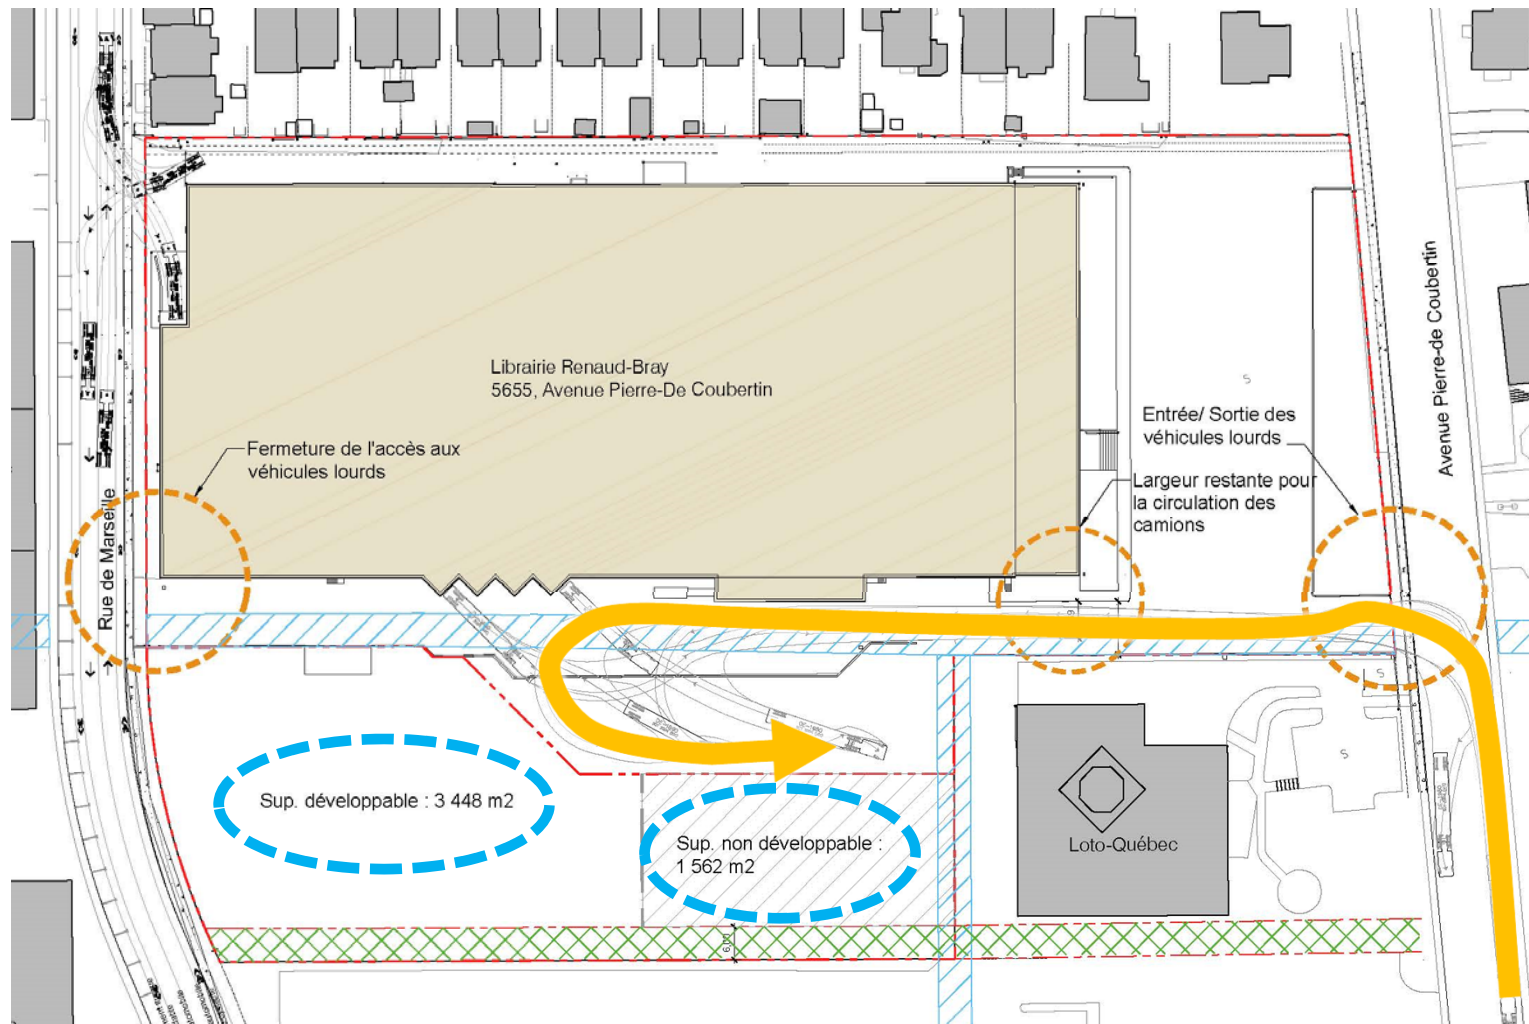 Librairie Renaud-Bray
5655, Avenue Pierre-De Coubertin
Fermeture de l'accès aux
véhicules lourds
Entrée/ Sortie des
véhicules lourds
Largeur restante pour
la circulation des
camions
Avenue Pierre-de Coubertin
Rue de Marseille
S
S
S
Sup. développable : 3 448 m2
Sup. non développable :
1 562 m2
Loto-Québec
6,00